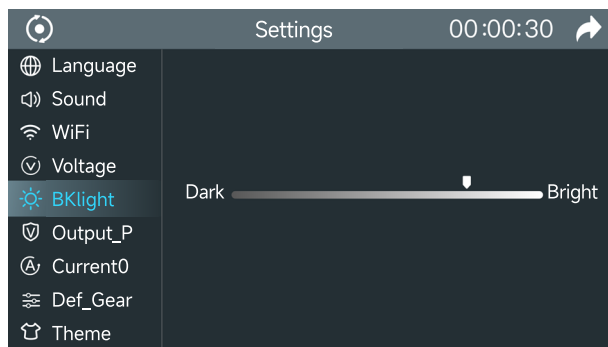 Settings 00:00:30
Language
Sound
WiFi
Voltage
BKlight
Output_P
Current0
Def_Gear
Theme
Dark Bright